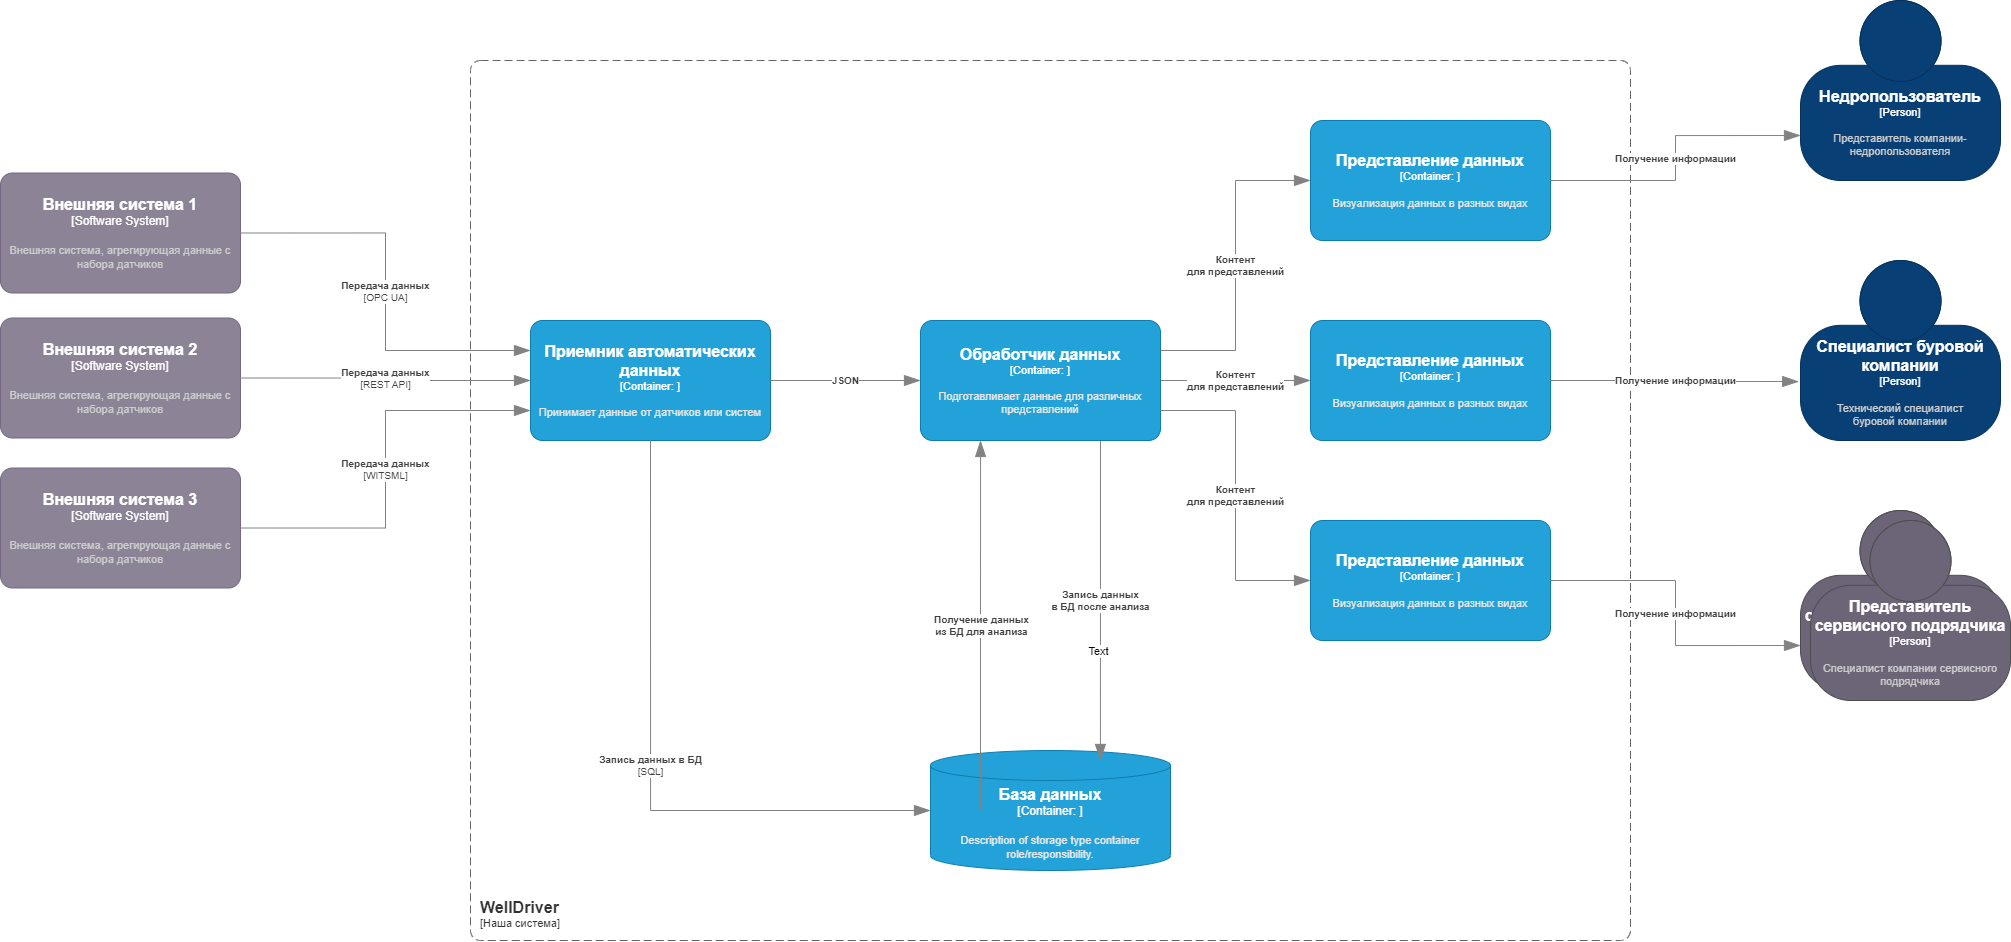 Внешняя система 1
[Software System]
Внешняя система, агрегирующая данные с
набора датчиков
Внешняя система 2
[Software System]
Внешняя система, агрегирующая данные с
набора датчиков
Внешняя система 3
[Software System]
Внешняя система, агрегирующая данные с
набора датчиков
Передача данных
[OPC UA]
Передача данных
[REST API]
Передача данных
[WITSML]
Приемник автоматических
данных
[Container: ]
Принимает данные от датчиков или систем
JSON
Обработчик данных
[Container: ]
Подготавливает данные для различных
представлений
Запись данных в БД
[SQL]
Получение данных
из БД для анализа
Запись данных
в БД после анализа
Text
База данных
[Container: ]
Description of storage type container
role/responsibility.
Контент
для представлений
Контент
для представлений
Контент
для представлений
Представление данных
[Container: ]
Визуализация данных в разных видах
Представление данных
[Container: ]
Визуализация данных в разных видах
Представление данных
[Container: ]
Визуализация данных в разных видах
Получение информации
Получение информации
Получение информации
Недропользователь
[Person]
Представитель компании-
недропользователя
Специалист буровой
компании
[Person]
Технический специалист
буровой компании
Представитель
сервисного подрядчика
[Person]
Специалист компании сервисного
подрядчика
WellDriver
[Наша система]